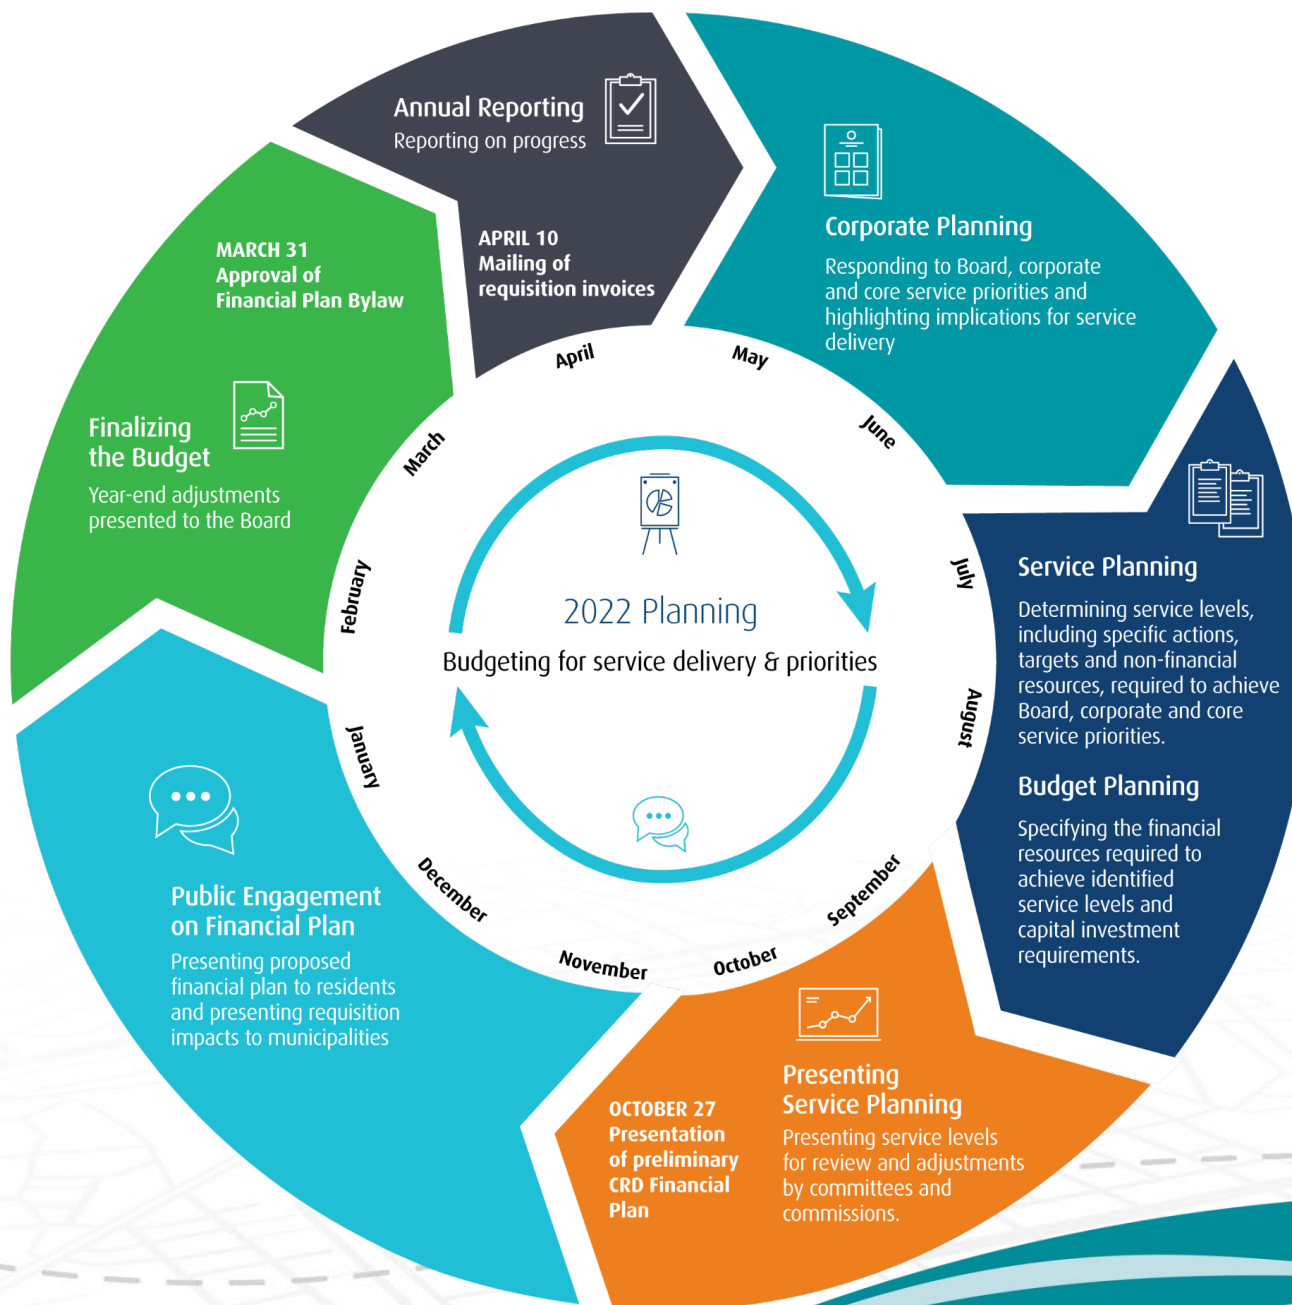 Annual Reporting
Reporting on progress
APRIL 10
Mailing of
requisition invoices
Corporate Planning
Responding to Board, corporate
and core service priorities and
highlighting implications for service
delivery
Service Planning
Determining service levels,
including specific actions,
targets and non-financial
resources, required to achieve
Board, corporate and core
service priorities.
Budget Planning
Specifying the financial
resources required to
achieve identified
service levels and
capital investment
requirements.
Presenting
Service Planning
Presenting service levels
for review and adjustments
by committees and
commissions.
OCTOBER 27
Presentation
of preliminary
CRD Financial
Plan
Public Engagement
on Financial Plan
Presenting proposed
financial plan to residents
and presenting requisition
impacts to municipalities
Finalizing
the Budget
Year-end adjustments
presented to the Board
MARCH 31
Approval of
Financial Plan Bylaw
April
May
June
July
August
September
October
November
December
January
February
March
2022 Planning
Budgeting for service delivery & priorities